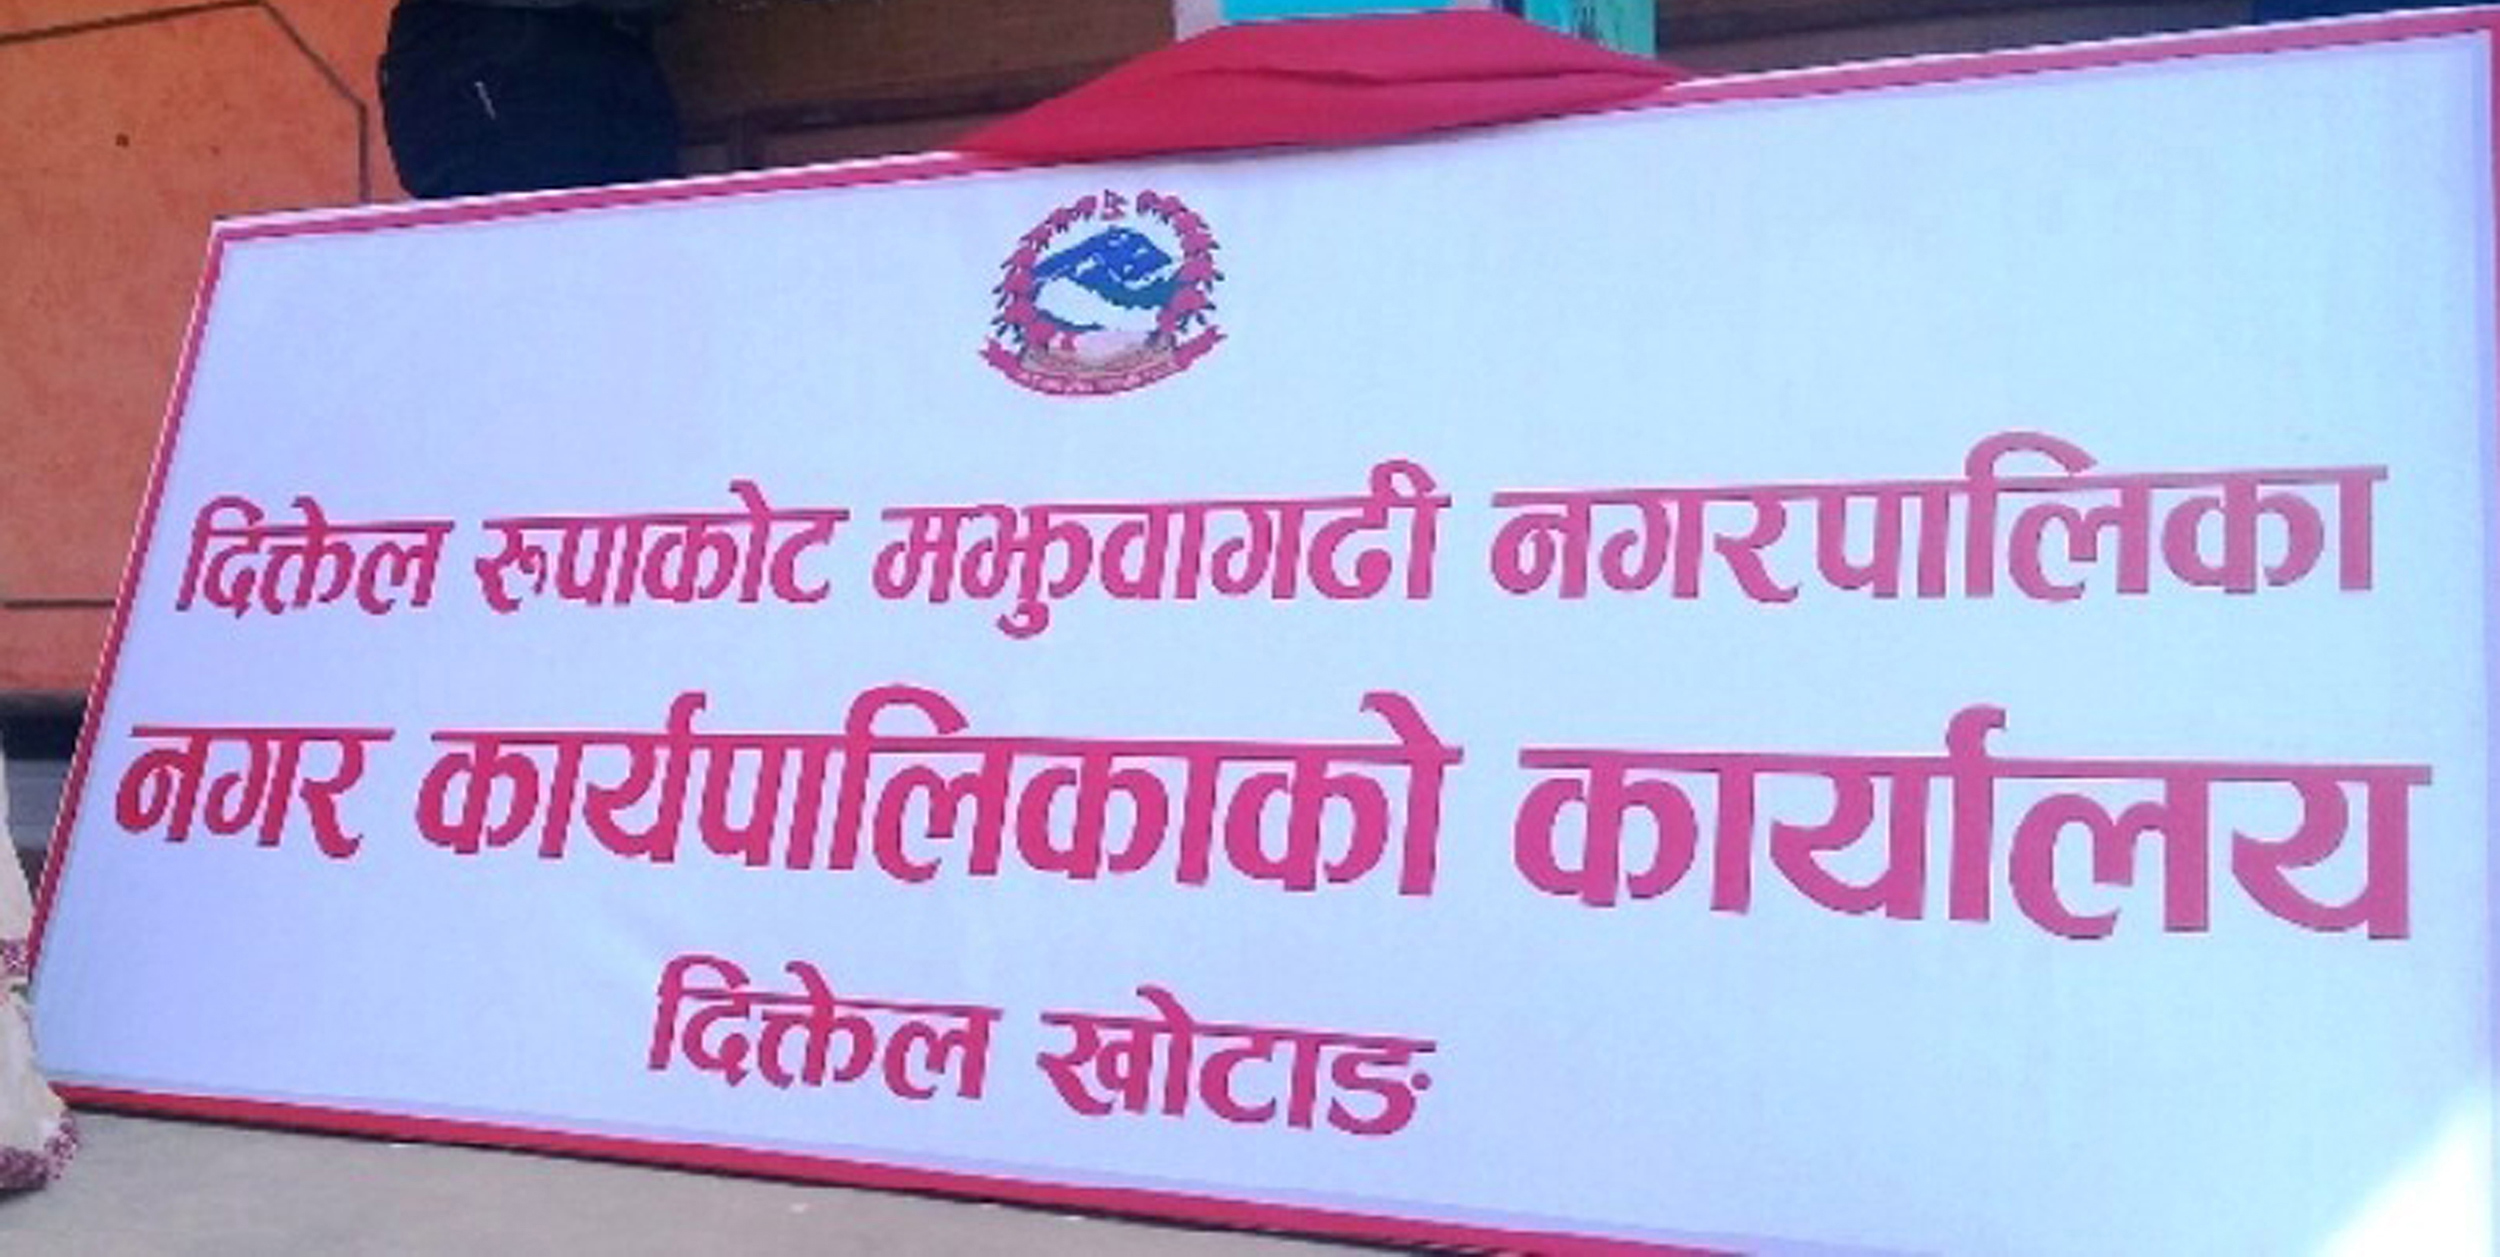 दिक्तेल रुपाकोट मझुवागढी नगरपालिका
नगर कार्यपालिकाको कार्यालय
दिक्तेल खोटाङ